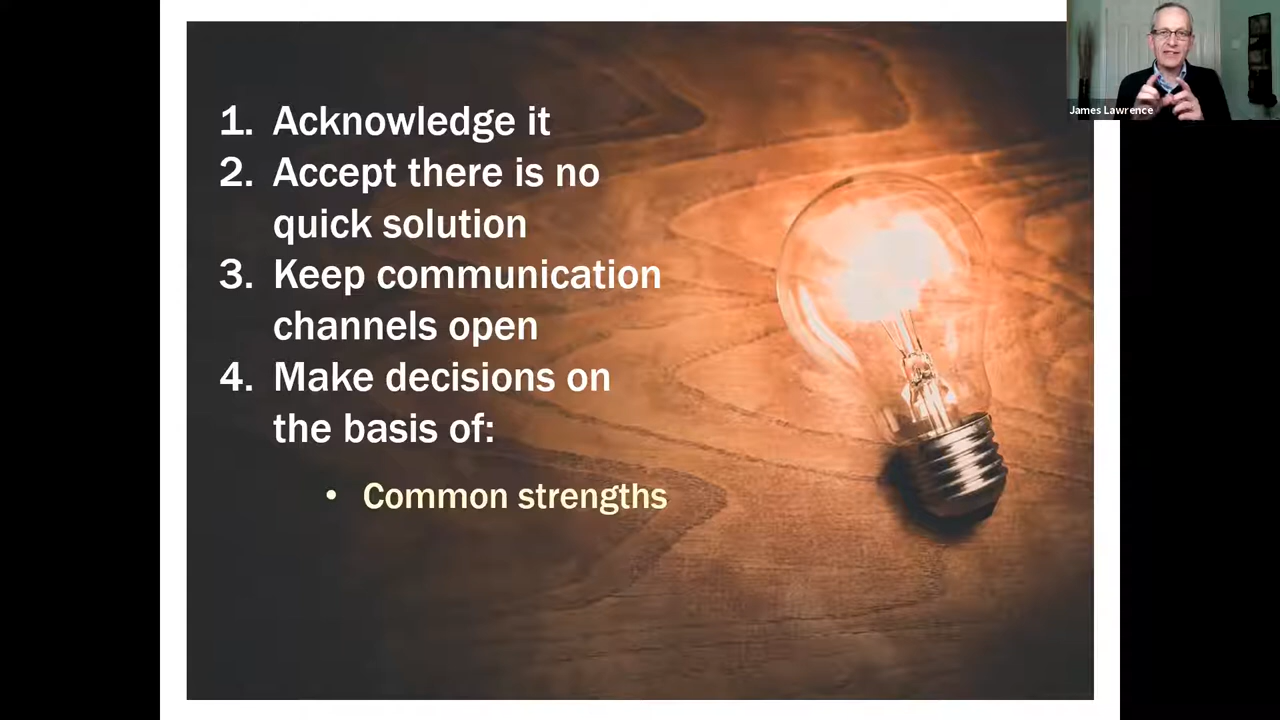 1. Acknowledge it
2. Accept there is no
quick solution
3. Keep communication
channels open
4. Make decisions on
the basis of:
• Common strengths
James Lawrence